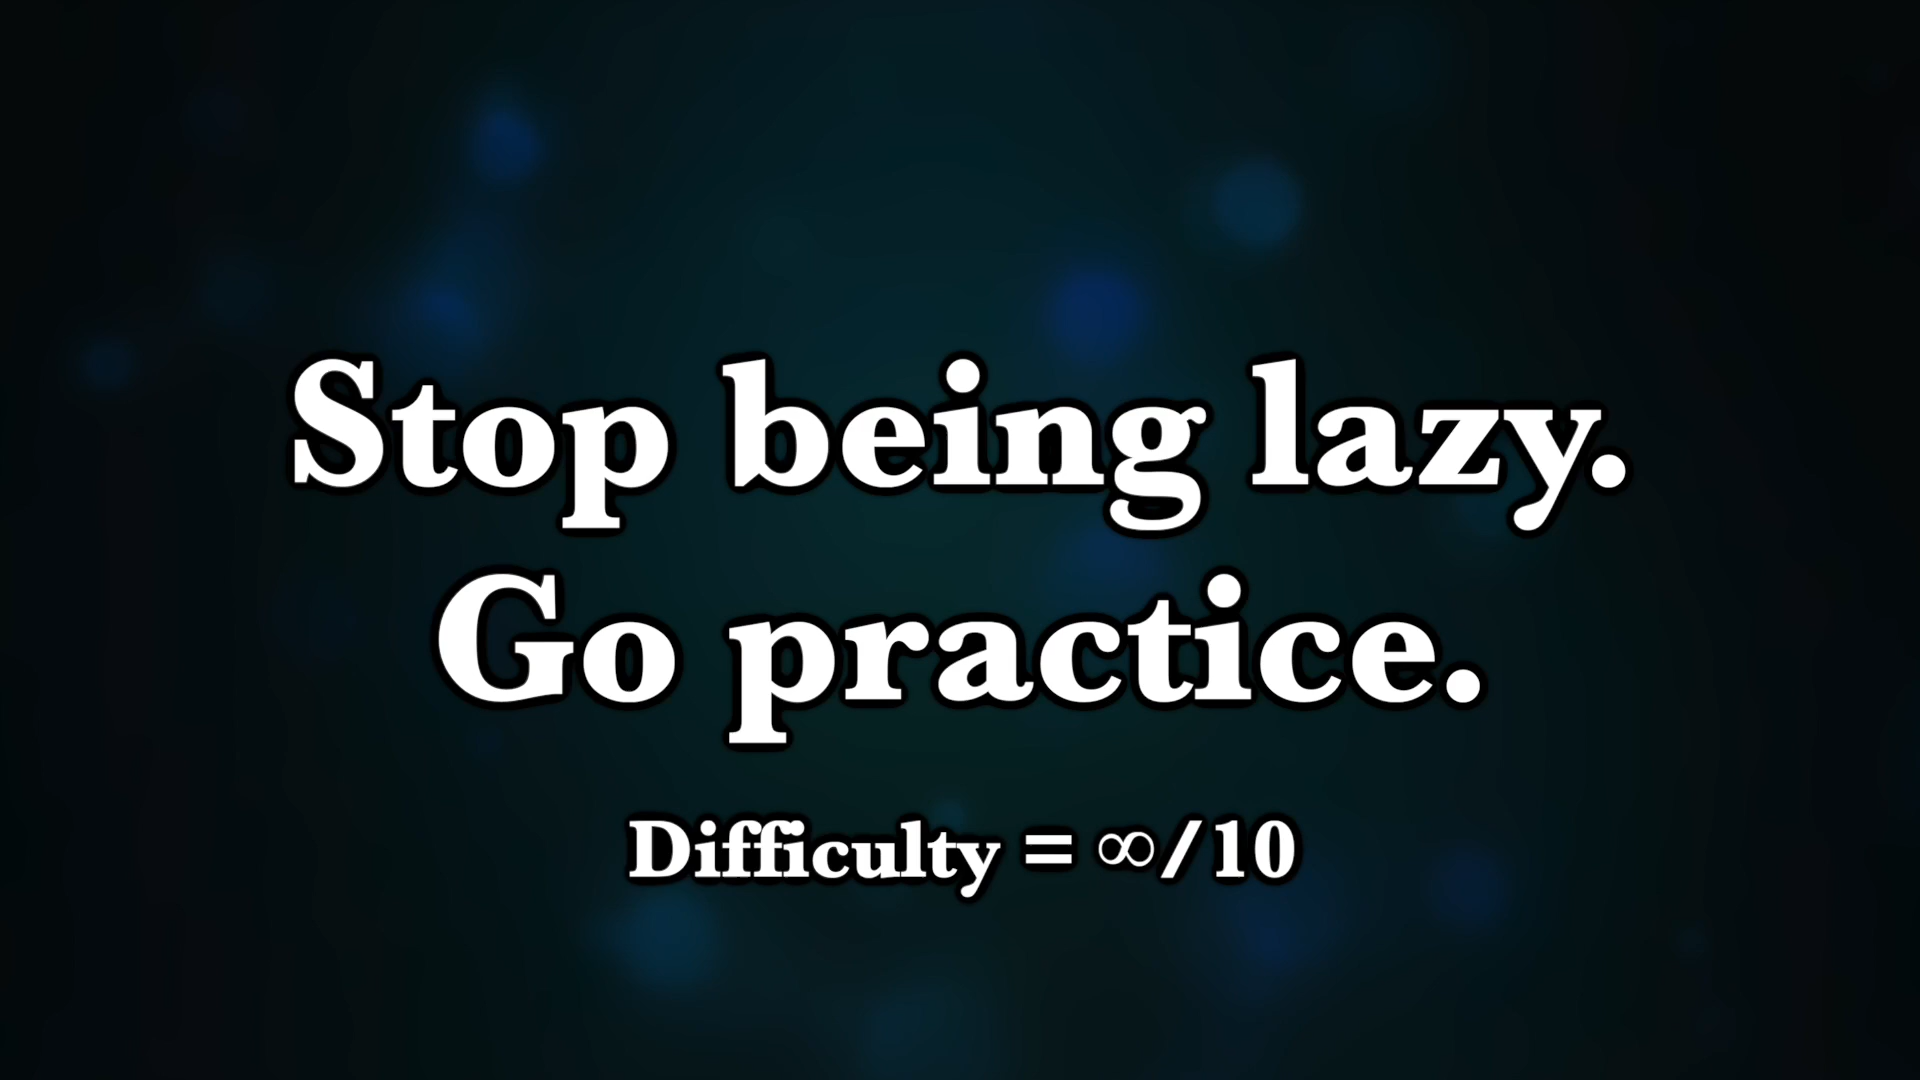 Stop being lazy.
Go practice.
Difficulty = ∞/10